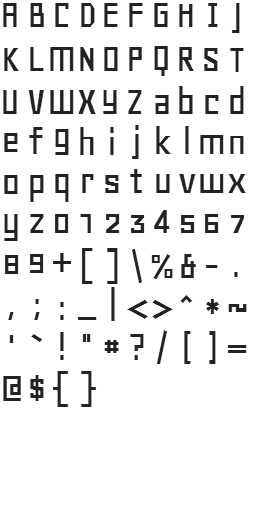 A B C D E F G H I J
K L M N O P Q R S T
U V W X Y Z a b c d
e f g h i j k l m n
o p q r s t u v w x
y z 0 1 2 3 4 5 6 7
8 9 + [ ] \ % & - .
, ; : _ | < > ^ * ~
' ` ! " # ? / [ ] =
@ $ { }